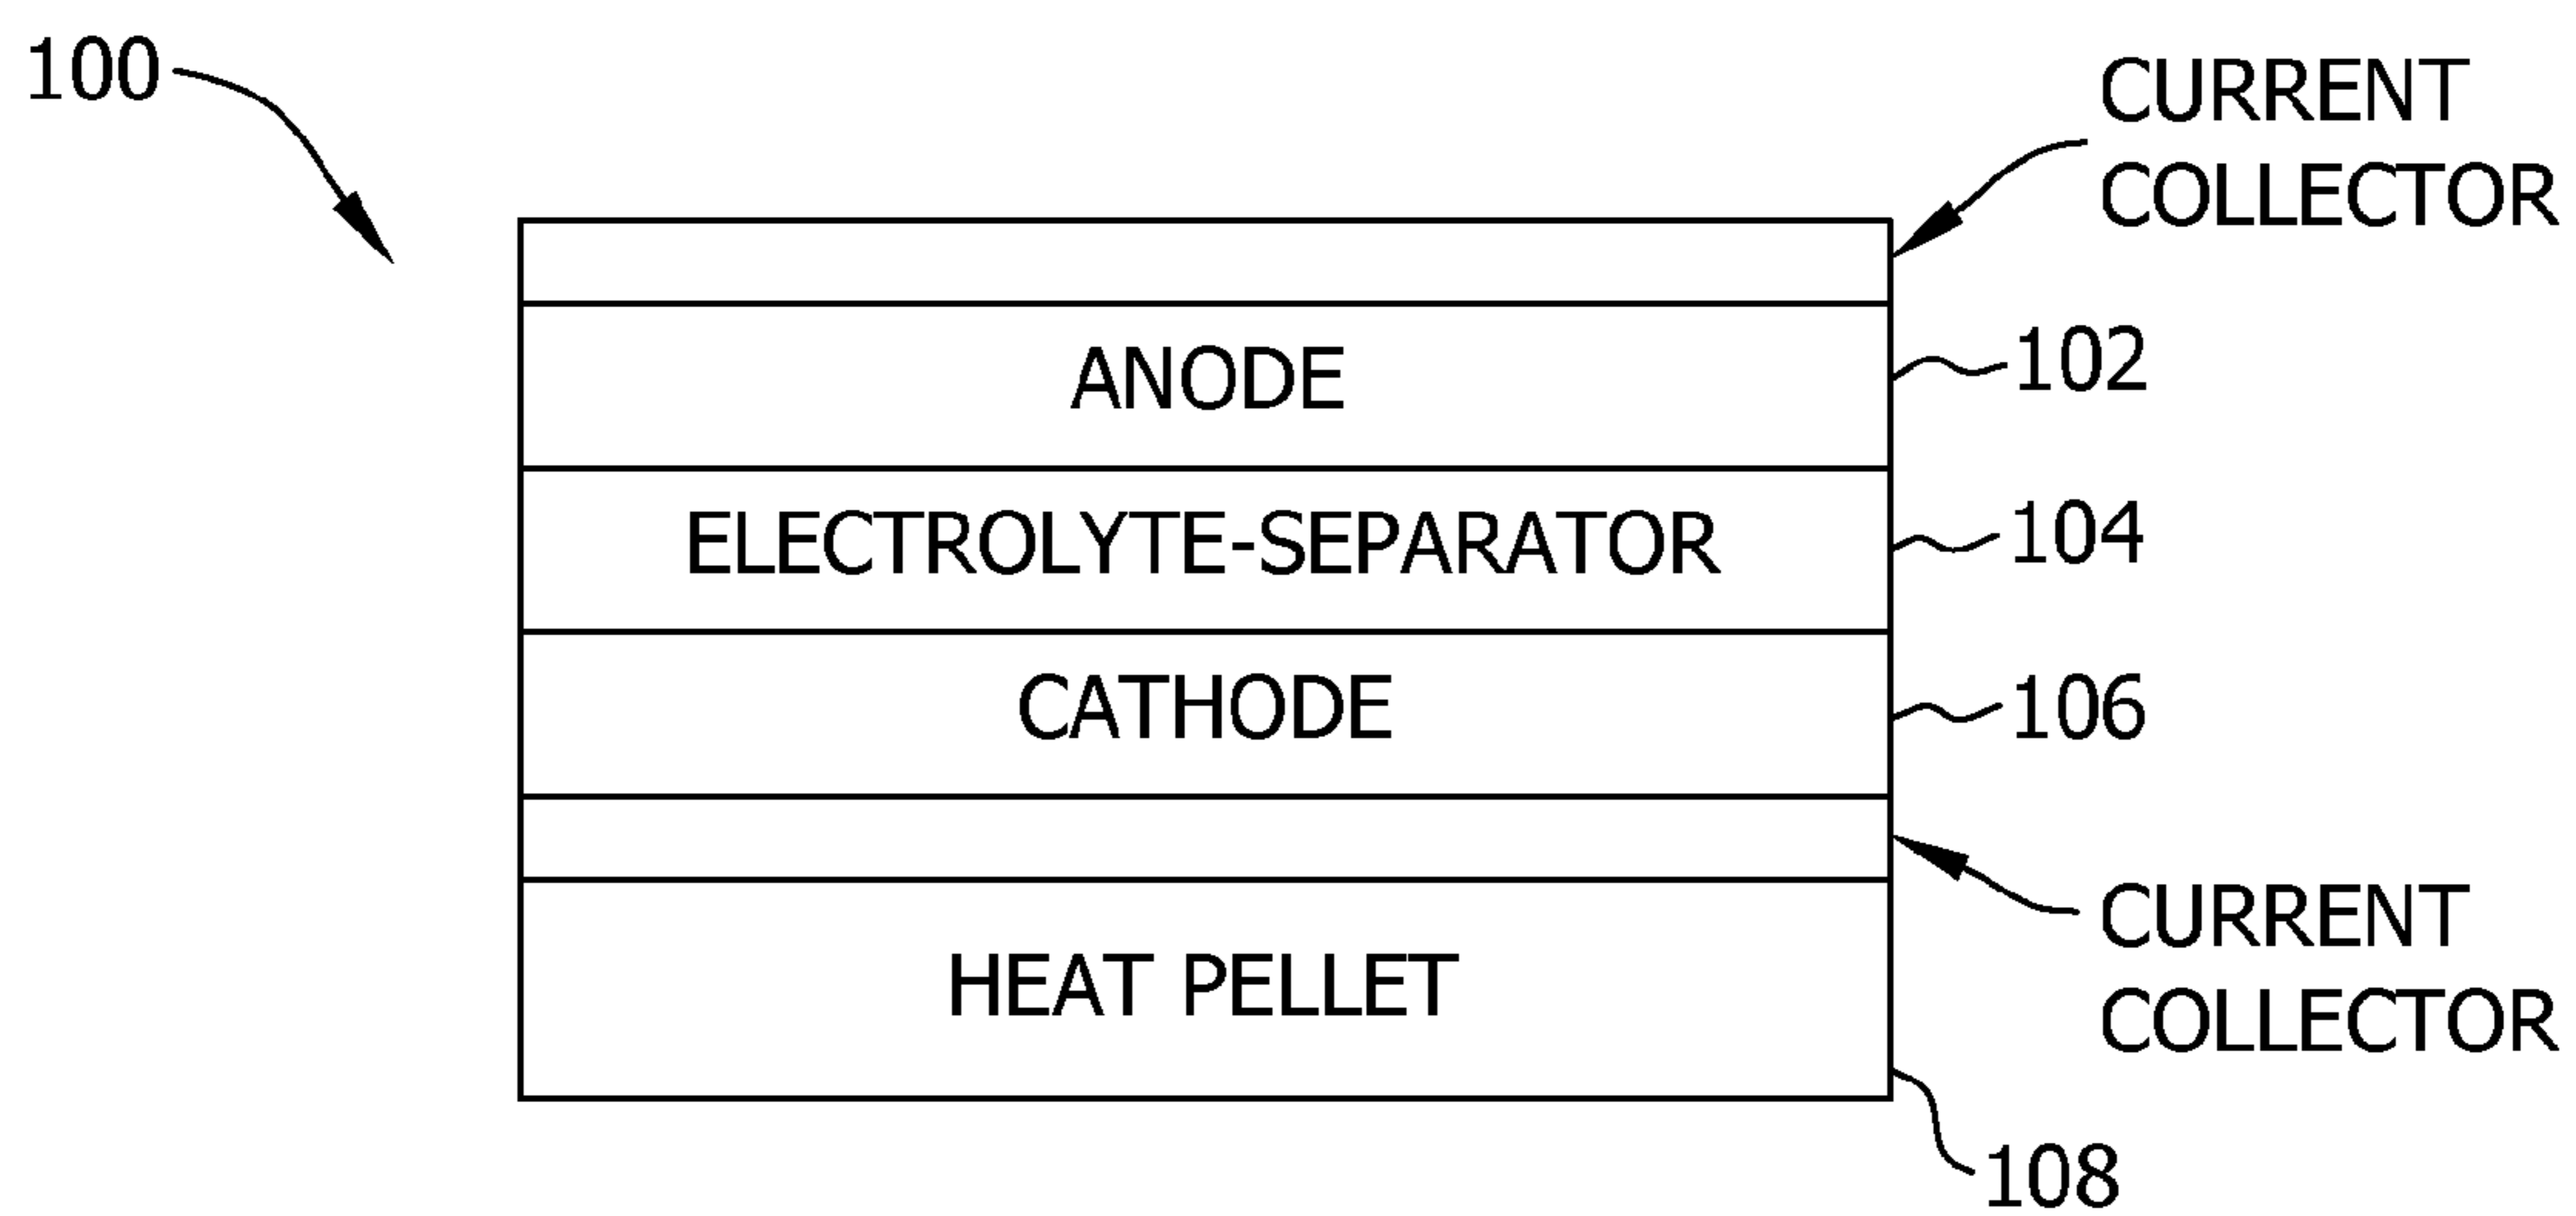 100
CURRENT
COLLECTOR
ANODE
102
ELECTROLYTE-SEPARATOR
104
CATHODE
106
CURRENT
COLLECTOR
HEAT PELLET
108